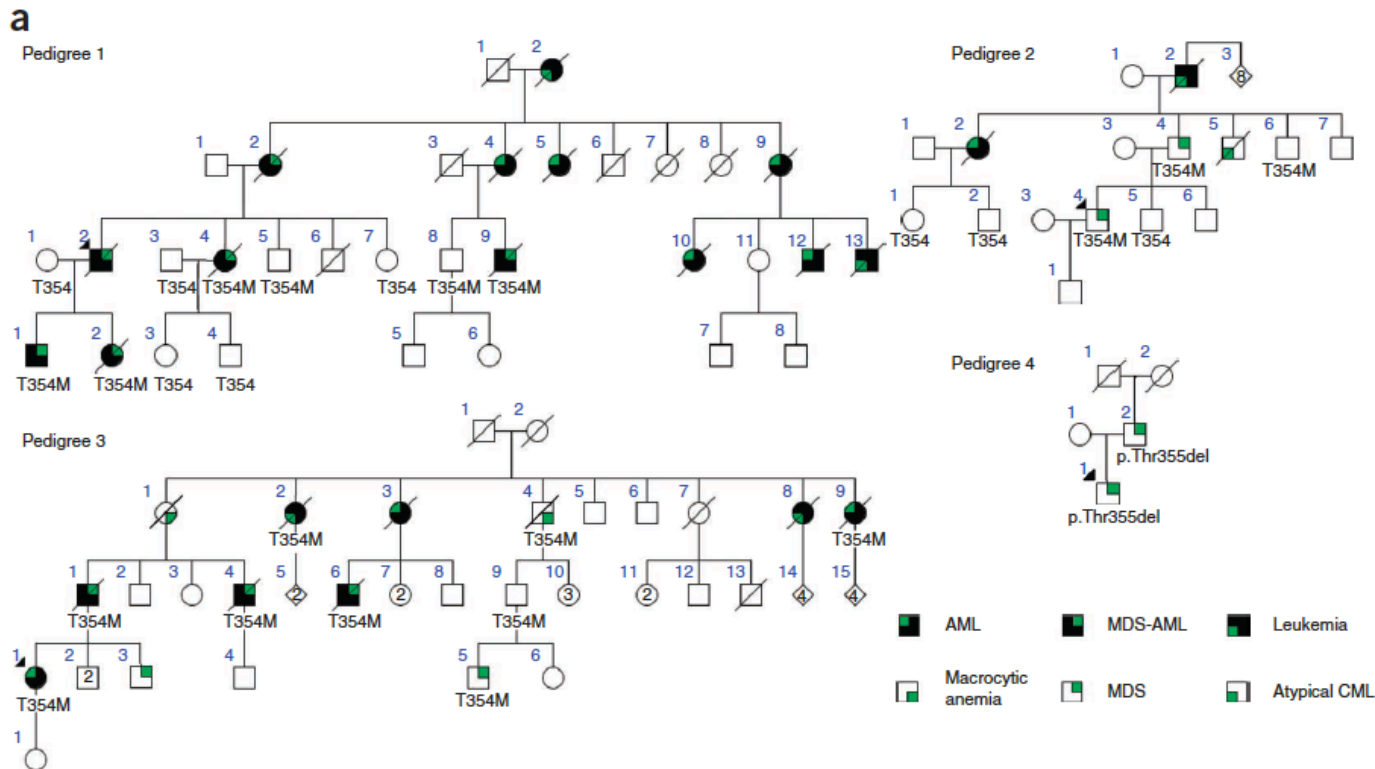 a
Pedigree 1
1 2
1 2 3 4 5 6 7 8 9
1 2 3 4 5 6 7 8 9 10 11 12 13
T354 T354 T354M T354M T354 T354M T354M
1 2 3 4 5 6 7 8
T354M T354M T354 T354
Pedigree 2
1 2 3
8
1 2 3 4 5 6 7
T354M T354M
1 2 3 4 5 6
T354 T354 T354M T354
1
Pedigree 3
1 2
1 2 3 4 5 6 7 8 9
T354M T354M T354M
1 2 3 4 5 6 7 8 9 10 11 12 13 14 15
2 2 3 2 4 4
T354M T354M T354M T354M
1 2 3 4 5 6
2
T354M T354M
1
Pedigree 4
1 2
1 2
p.Thr355del
1
p.Thr355del
AML MDS-AML Leukemia
Macrocytic
anemia MDS Atypical CML